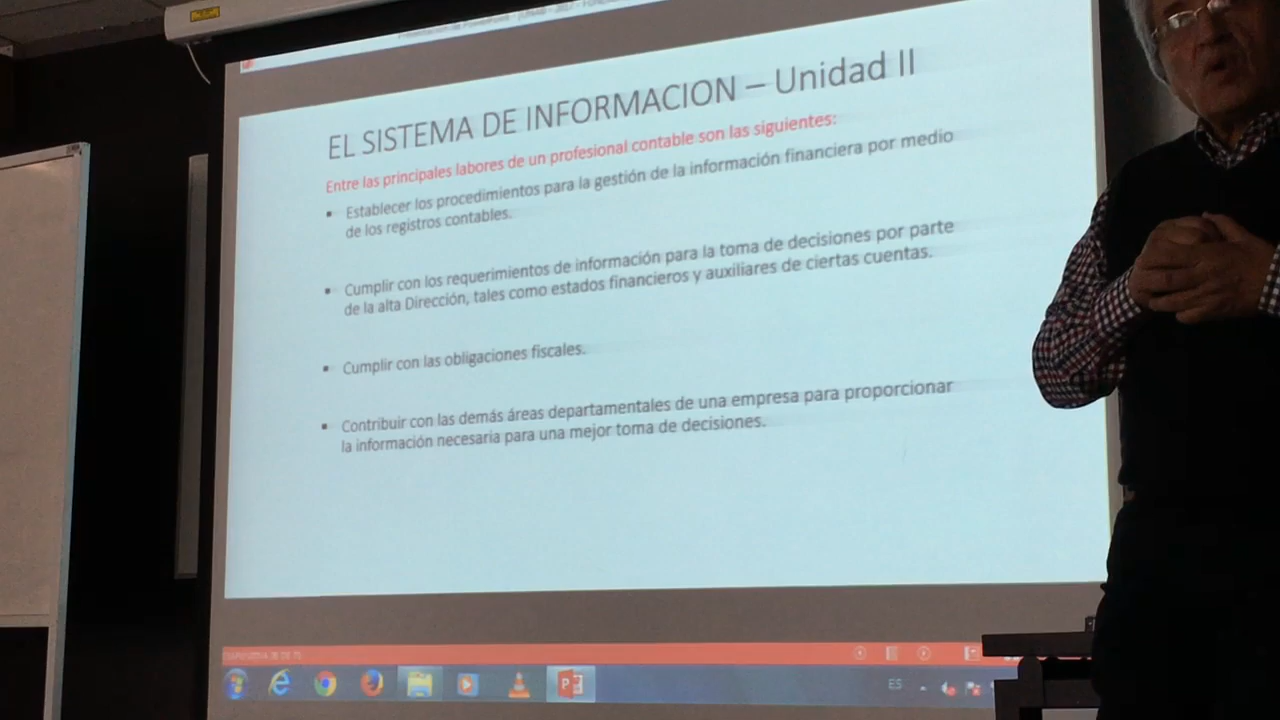 EL SISTEMA DE INFORMACION – Unidad II
Entre las principales labores de un profesional contable son las siguientes:
▪ Establecer los procedimientos para la gestión de la información financiera por medio
de los registros contables.
▪ Cumplir con los requerimientos de información para la toma de decisiones por parte
de la alta Dirección, tales como estados financieros y auxiliares de ciertas cuentas.
▪ Cumplir con las obligaciones fiscales.
▪ Contribuir con las demás áreas departamentales de una empresa para proporcionar
la información necesaria para una mejor toma de decisiones.
ES